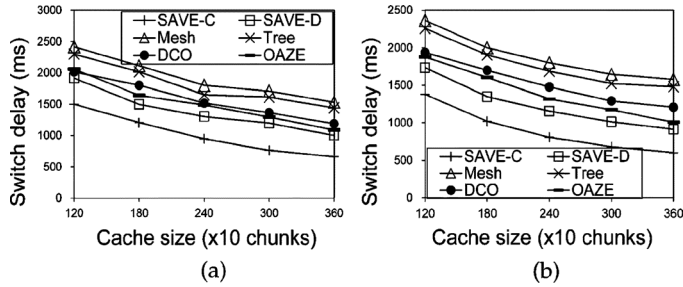 3000
2500
2000
1500
1000
500
0
Switch delay (ms)
SAVE-C SAVE-D
Mesh Tree
DCO OAZE
120 180 240 300 360
Cache size (x10 chunks)
(a)
2500
2000
1500
1000
500
0
Switch delay (ms)
SAVE-C SAVE-D
Mesh Tree
DCO OAZE
120 180 240 300 360
Cache size (x10 chunks)
(b)